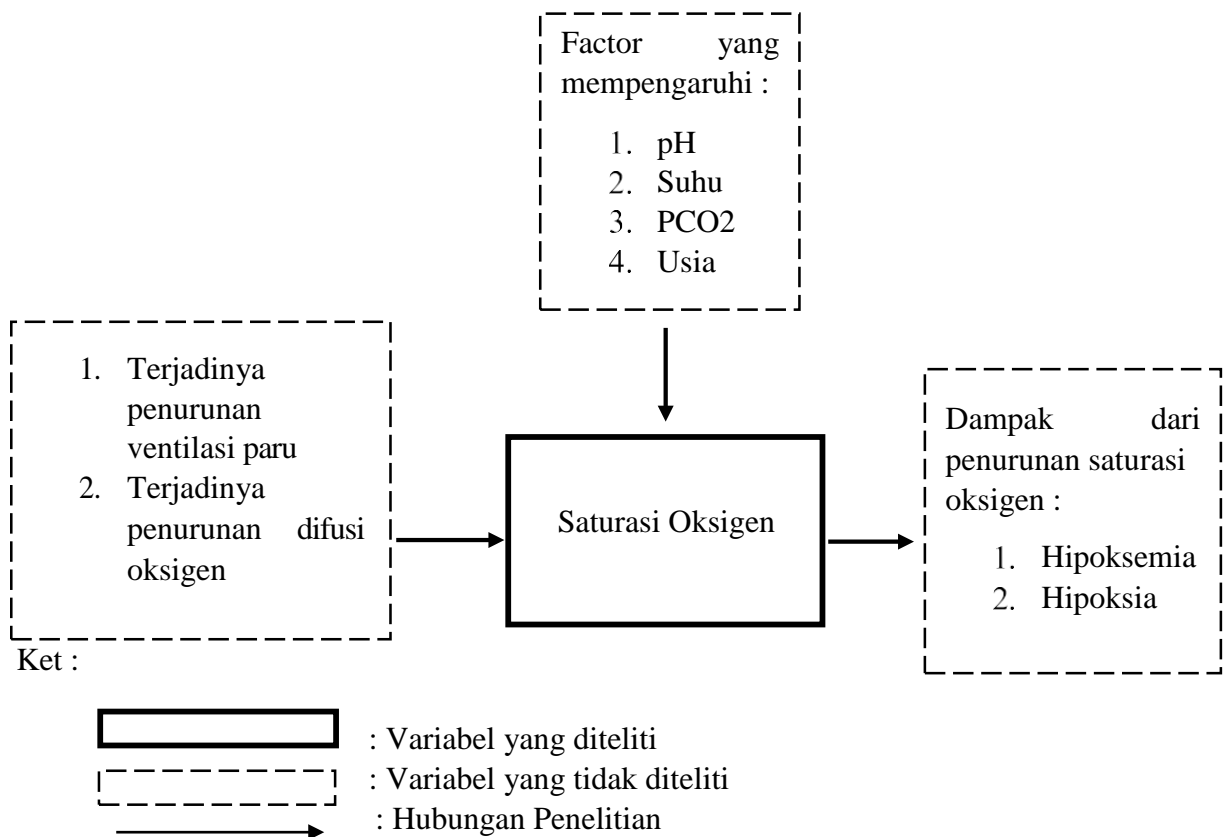 Factor yang
mempengaruhi :
1. pH
2. Suhu
3. PCO2
4. Usia
1. Terjadinya
penurunan
ventilasi paru
2. Terjadinya
penurunan difusi
oksigen
Saturasi Oksigen
Dampak dari
penurunan saturasi
oksigen :
1. Hipoksemia
2. Hipoksia
Ket :
: Variabel yang diteliti
: Variabel yang tidak diteliti
: Hubungan Penelitian